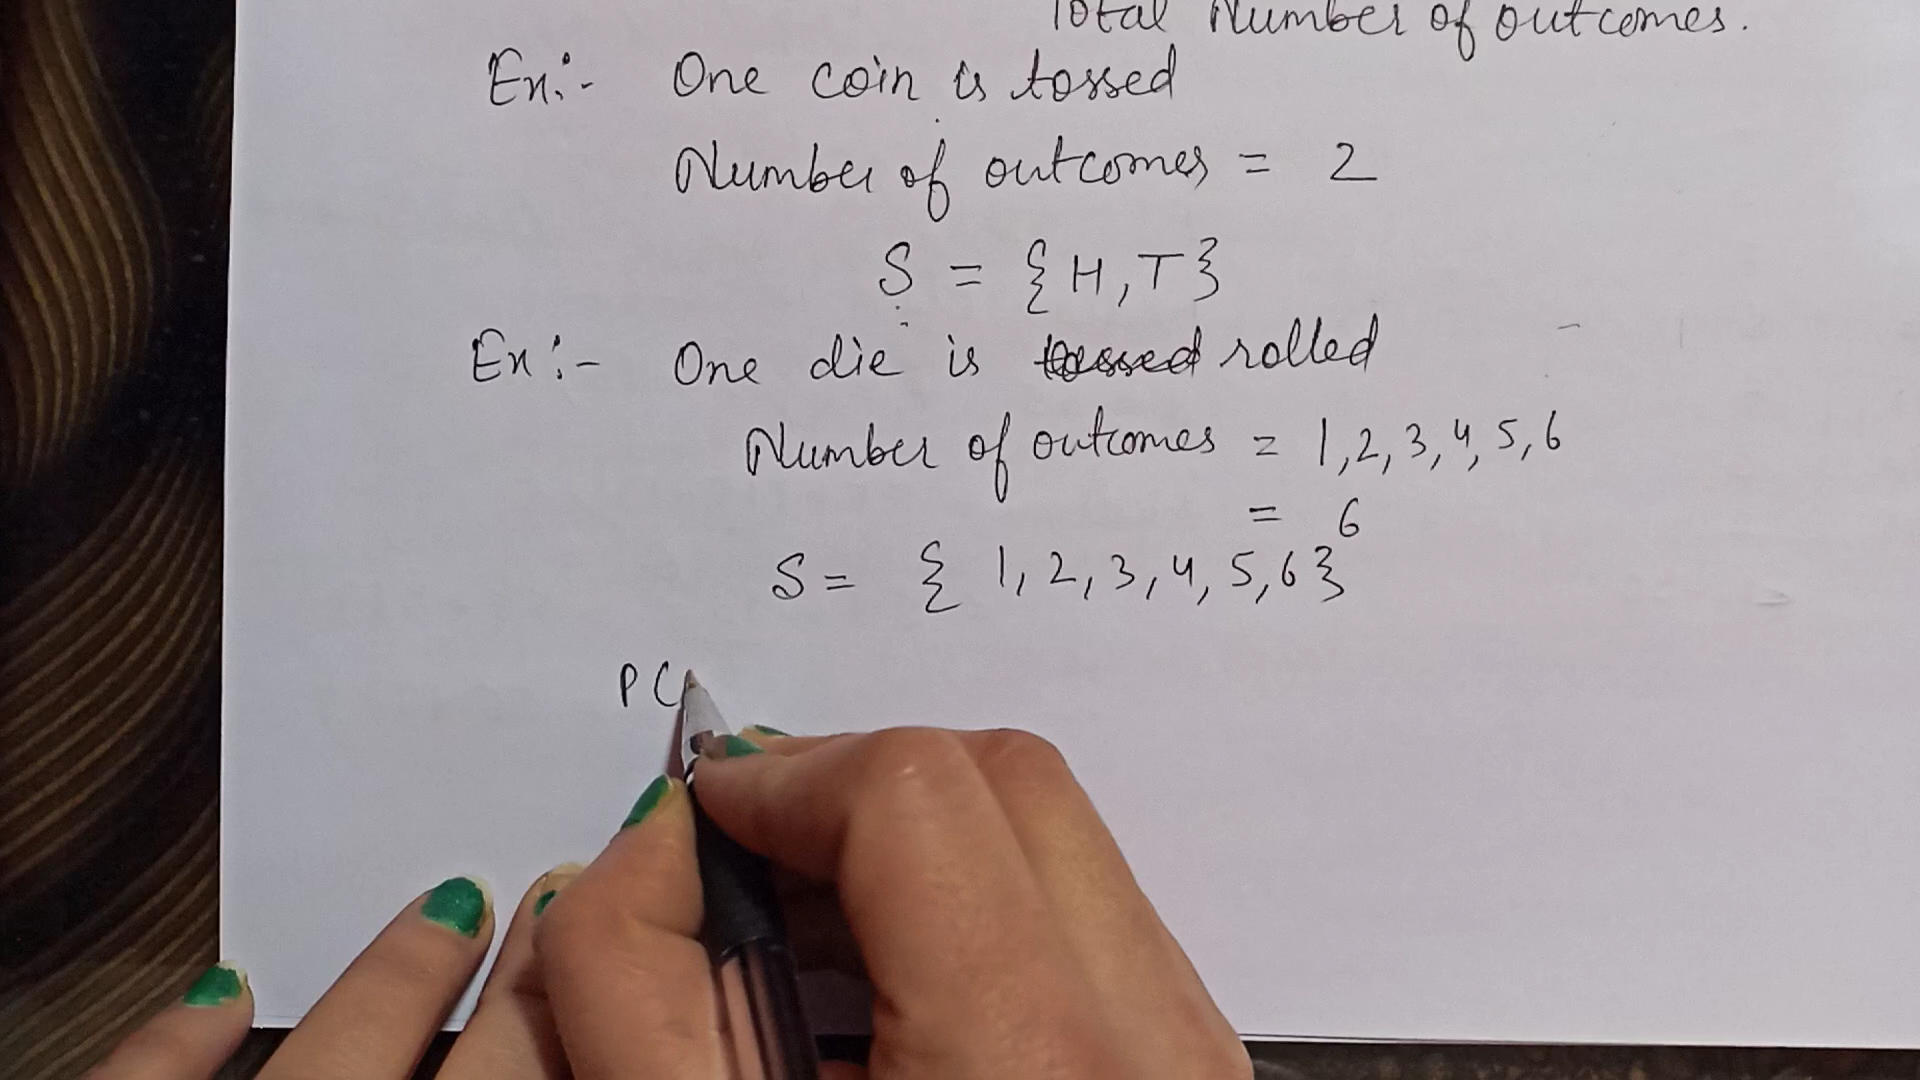 Total Number of outcomes.
Ex:- One coin is tossed
Number of outcomes = 2
S = {H, T}
Ex:- One die is tossed rolled
Number of outcomes = 1, 2, 3, 4, 5, 6
= 6
S = { 1, 2, 3, 4, 5, 6 }
P(